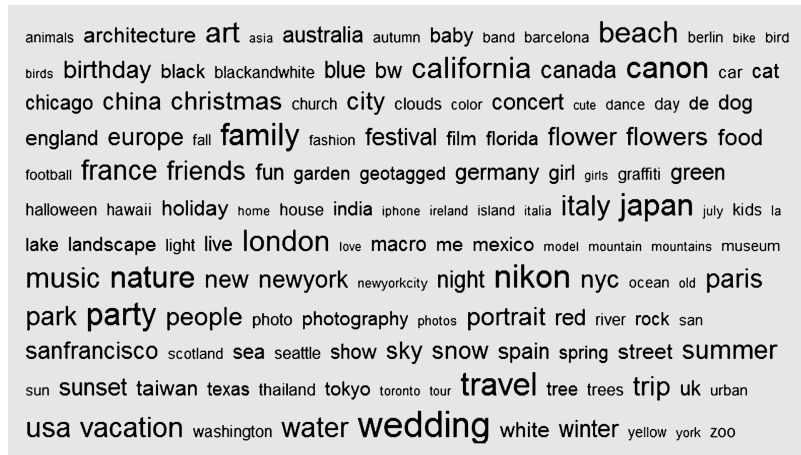 animals architecture art asia australia autumn baby band barcelona beach berlin bike bird
birds birthday black blackandwhite blue bw california canada canon car cat
chicago china christmas church city clouds color concert cute dance day de dog
england europe fall family fashion festival film florida flower flowers food
football france friends fun garden geotagged germany girl girls graffiti green
halloween hawaii holiday home house india iphone ireland island italia italy japan july kids la
lake landscape light live london love macro me mexico model mountain mountains museum
music nature new newyork newyorkcity night nikon nyc ocean old paris
park party people photo photography photos portrait red river rock san
sanfrancisco scotland sea seattle show sky snow spain spring street summer
sun sunset taiwan texas thailand tokyo toronto tour travel tree trees trip uk urban
usa vacation washington water wedding white winter yellow york zoo